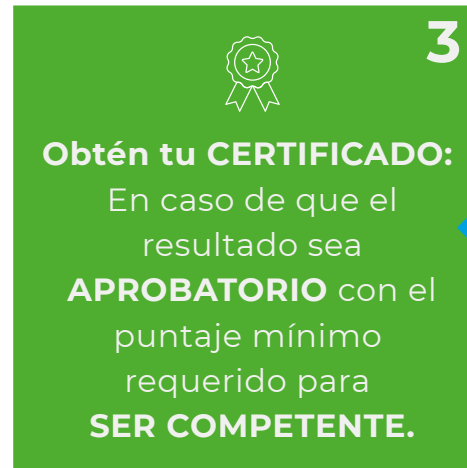 3
Obtén tu CERTIFICADO:
En caso de que el
resultado sea
APROBATORIO con el
puntaje mínimo
requerido para
SER COMPETENTE.